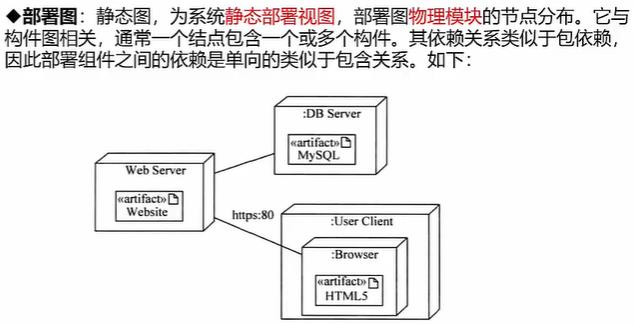 ◆部署图：静态图，为系统静态部署视图，部署图物理模块的节点分布。它与
构件图相关，通常一个结点包含一个或多个构件。其依赖关系类似于包依赖，
因此部署组件之间的依赖是单向的类似于包含关系。如下：
:DB Server
«artifact»
MySQL
Web Server
«artifact»
Website
https:80
:User Client
:Browser
«artifact»
HTML5